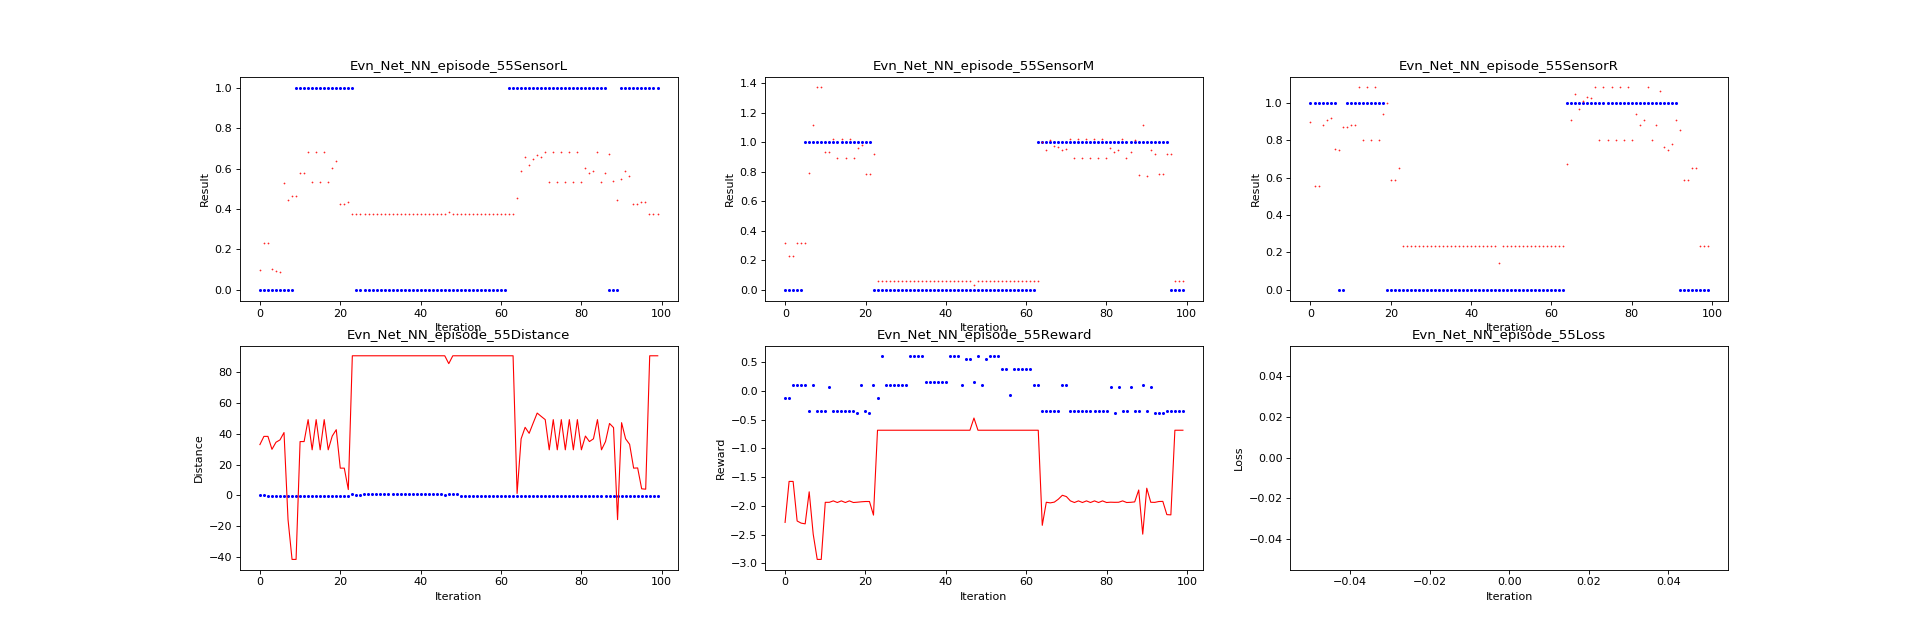 Evn_Net_NN_episode_55SensorL
Evn_Net_NN_episode_55SensorM
Evn_Net_NN_episode_55SensorR
1.0
0.8
0.6
0.4
0.2
0.0
Result
0 20 40 60 80 100
Iteration
1.4
1.2
1.0
0.8
0.6
0.4
0.2
0.0
Result
0 20 40 60 80 100
Iteration
1.0
0.8
0.6
0.4
0.2
0.0
Result
0 20 40 60 80 100
Iteration
Evn_Net_NN_episode_55Distance
Evn_Net_NN_episode_55Reward
Evn_Net_NN_episode_55Loss
80
60
40
20
0
−20
−40
Distance
0 20 40 60 80 100
Iteration
0.5
0.0
−0.5
−1.0
−1.5
−2.0
−2.5
−3.0
Reward
0 20 40 60 80 100
Iteration
0.04
0.02
0.00
−0.02
−0.04
Loss
−0.04 −0.02 0.00 0.02 0.04
Iteration